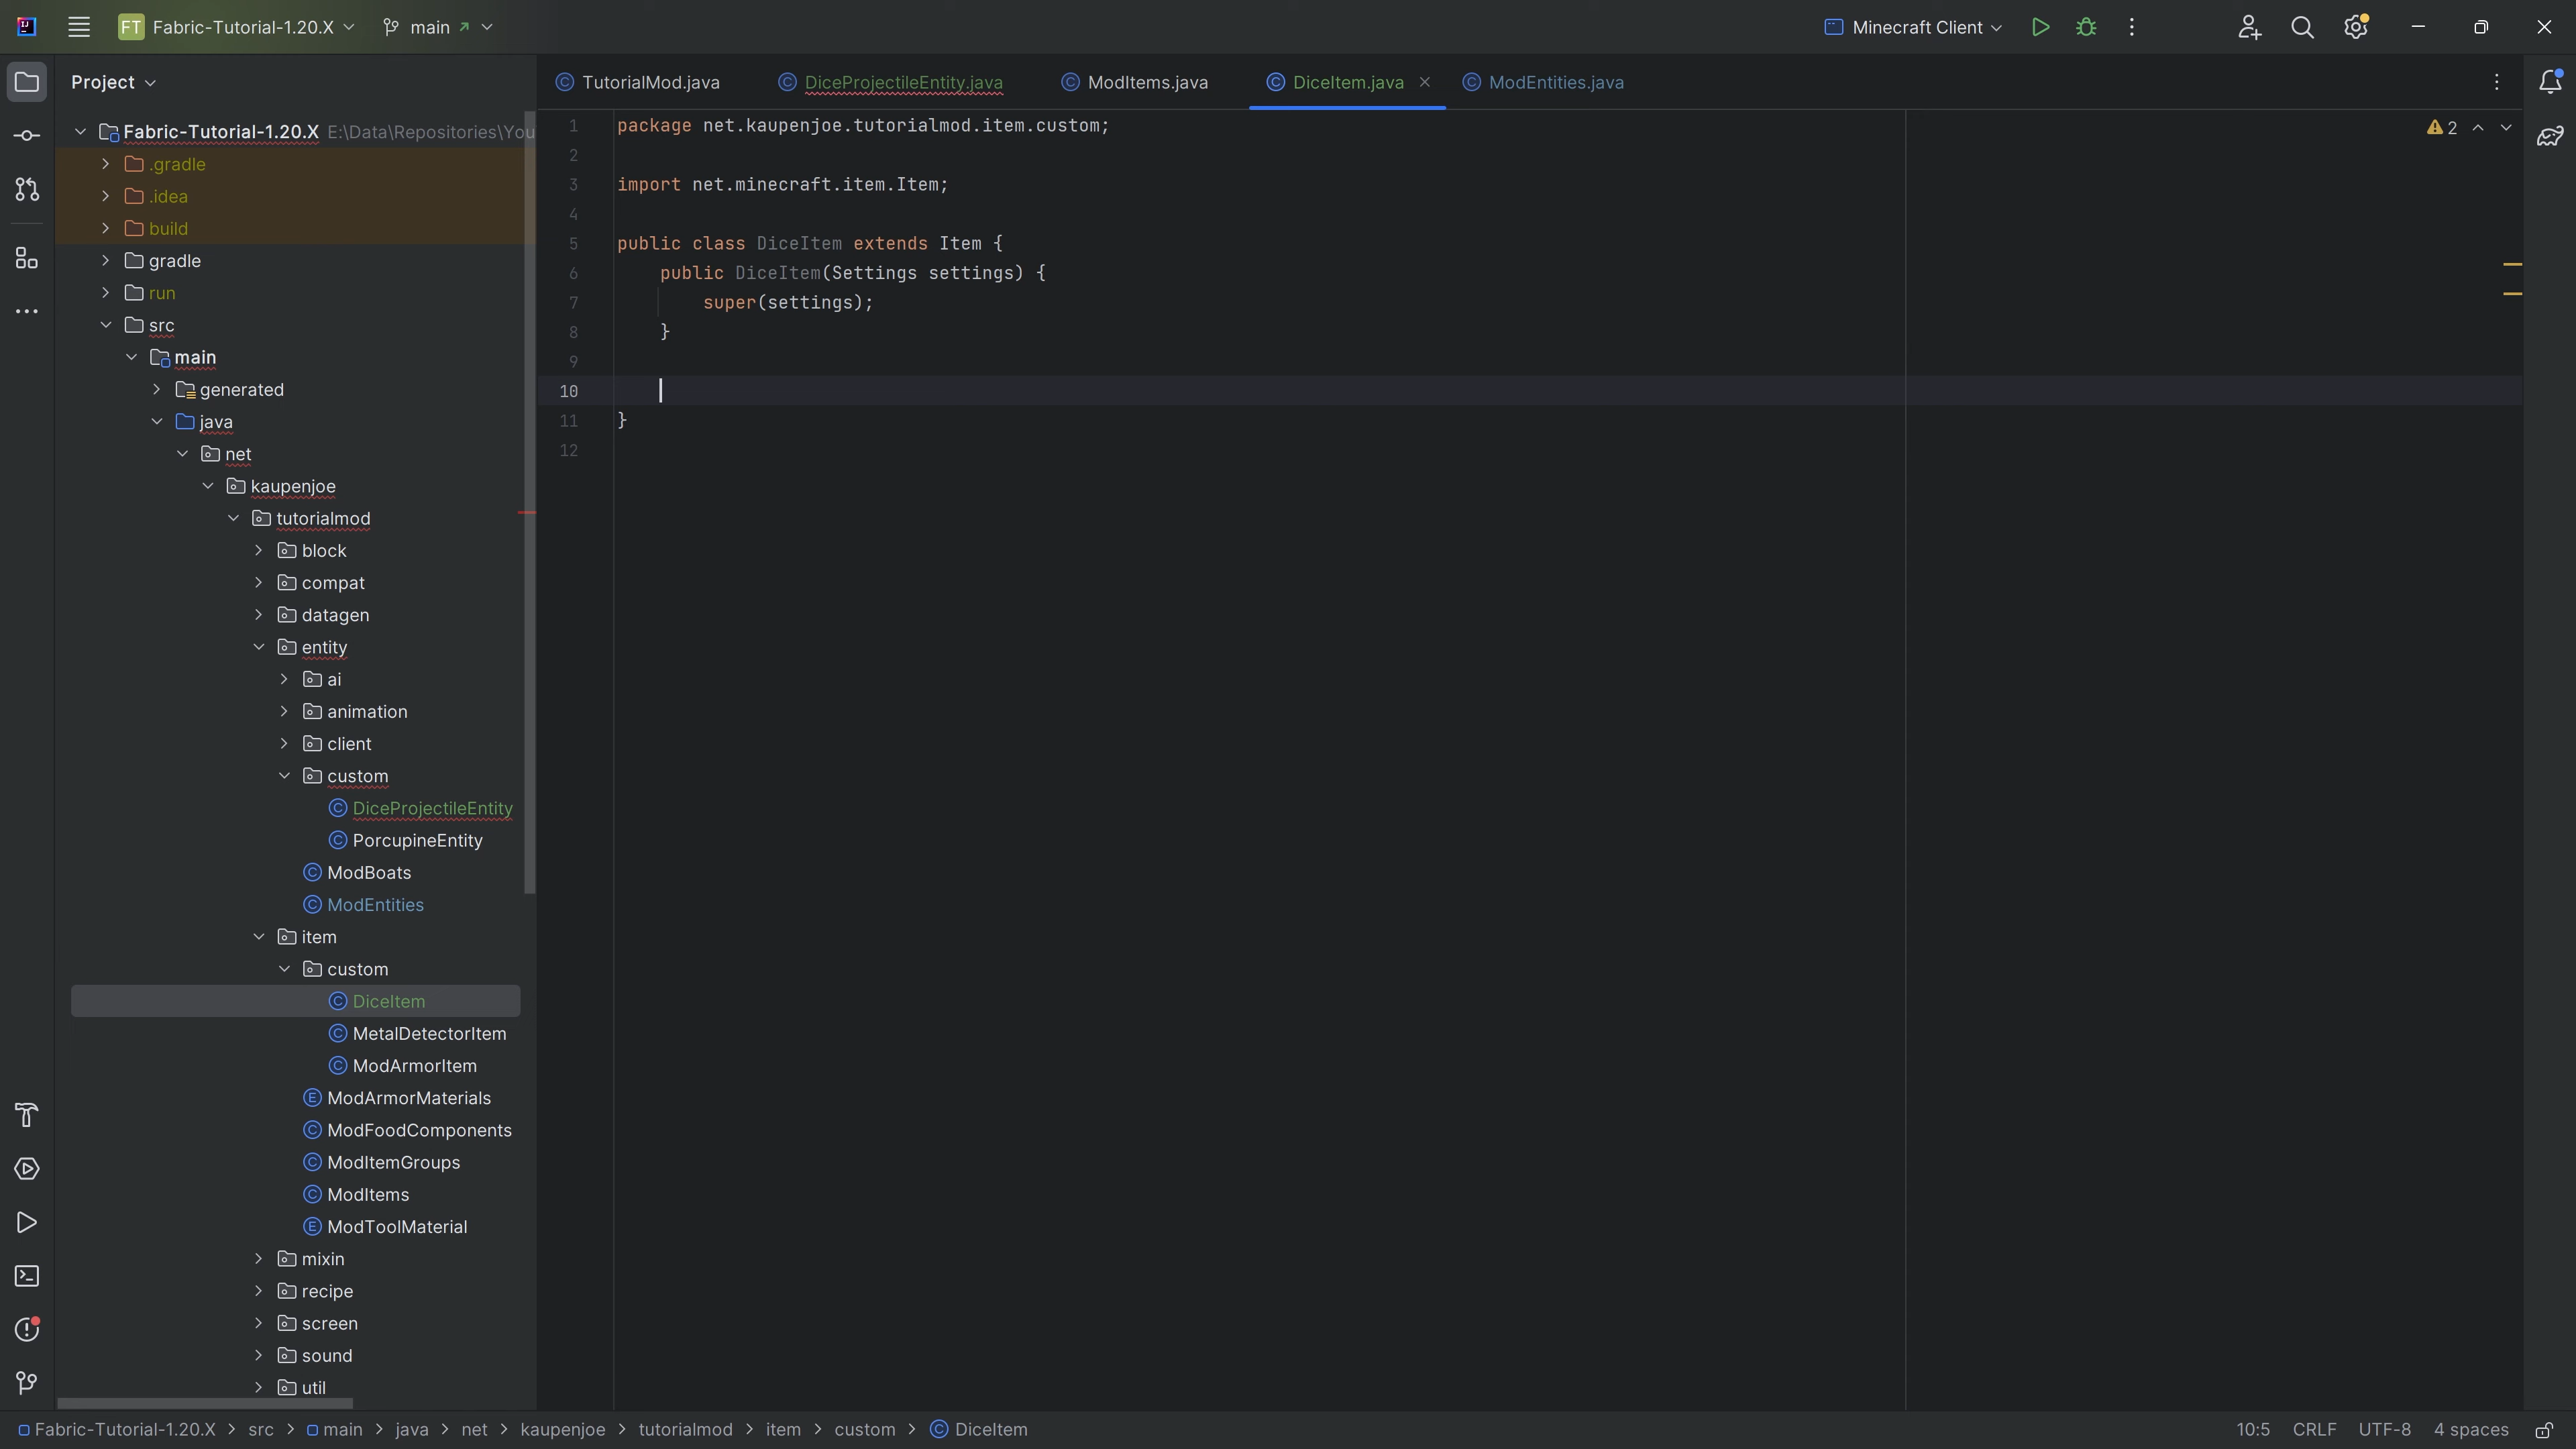 FT Fabric-Tutorial-1.20.X main Minecraft Client
Project
TutorialMod.java DiceProjectileEntity.java ModItems.java DiceItem.java ModEntities.java
Fabric-Tutorial-1.20.X E:\Data\Repositories\You
.gradle
.idea
build
gradle
run
src
main
generated
java
net
kaupenjoe
tutorialmod
block
compat
datagen
entity
ai
animation
client
custom
DiceProjectileEntity
PorcupineEntity
ModBoats
ModEntities
item
custom
DiceItem
MetalDetectorItem
ModArmorItem
ModArmorMaterials
ModFoodComponents
ModItemGroups
ModItems
ModToolMaterial
mixin
recipe
screen
sound
util
1 package net.kaupenjoe.tutorialmod.item.custom;
2
3 import net.minecraft.item.Item;
4
5 public class DiceItem extends Item {
6 public DiceItem(Settings settings) {
7 super(settings);
8 }
9
10
11 }
12
2
Fabric-Tutorial-1.20.X > src > main > java > net > kaupenjoe > tutorialmod > item > custom > DiceItem
10:5 CRLF UTF-8 4 spaces